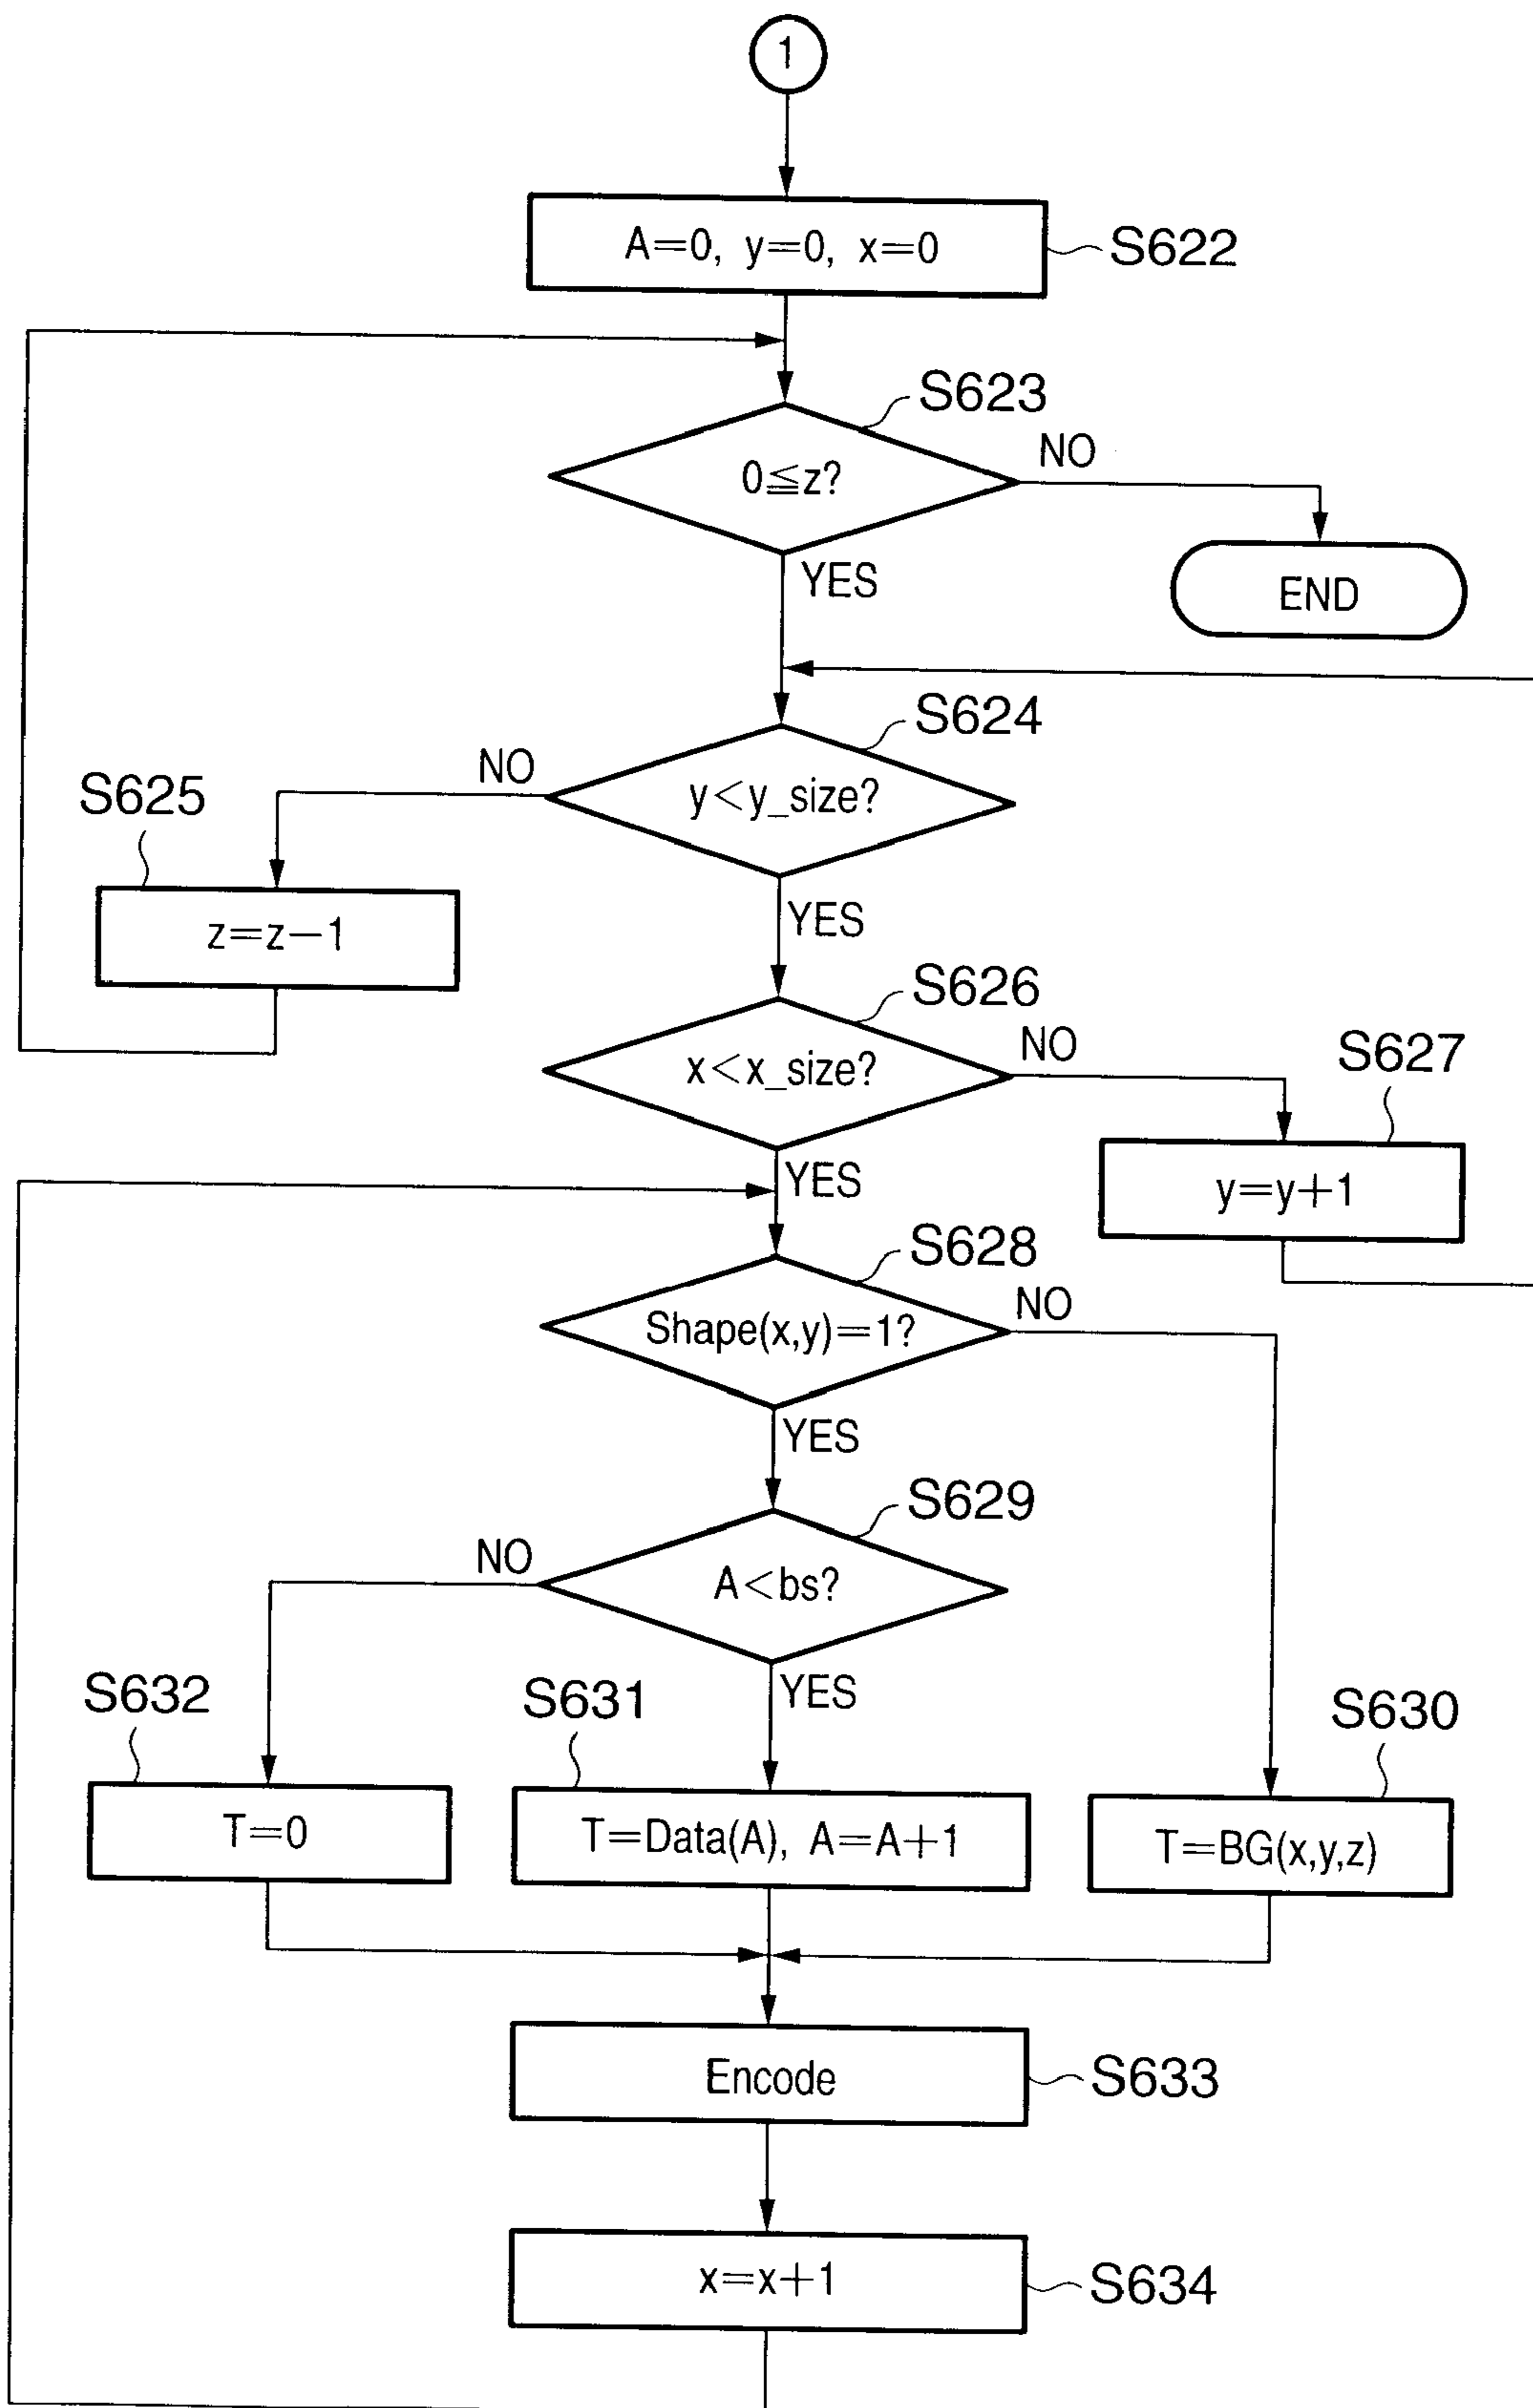 1
A=0, y=0, x=0
S622
S623
0≦z?
NO
YES
END
S624
NO
y<y_size?
S625
YES
z=z-1
S626
NO
x<x_size?
S627
YES
y=y+1
S628
NO
Shape(x,y)=1?
YES
S629
NO
A<bs?
YES
S632
S631
S630
T=0
T=Data(A), A=A+1
T=BG(x,y,z)
Encode
S633
x=x+1
S634